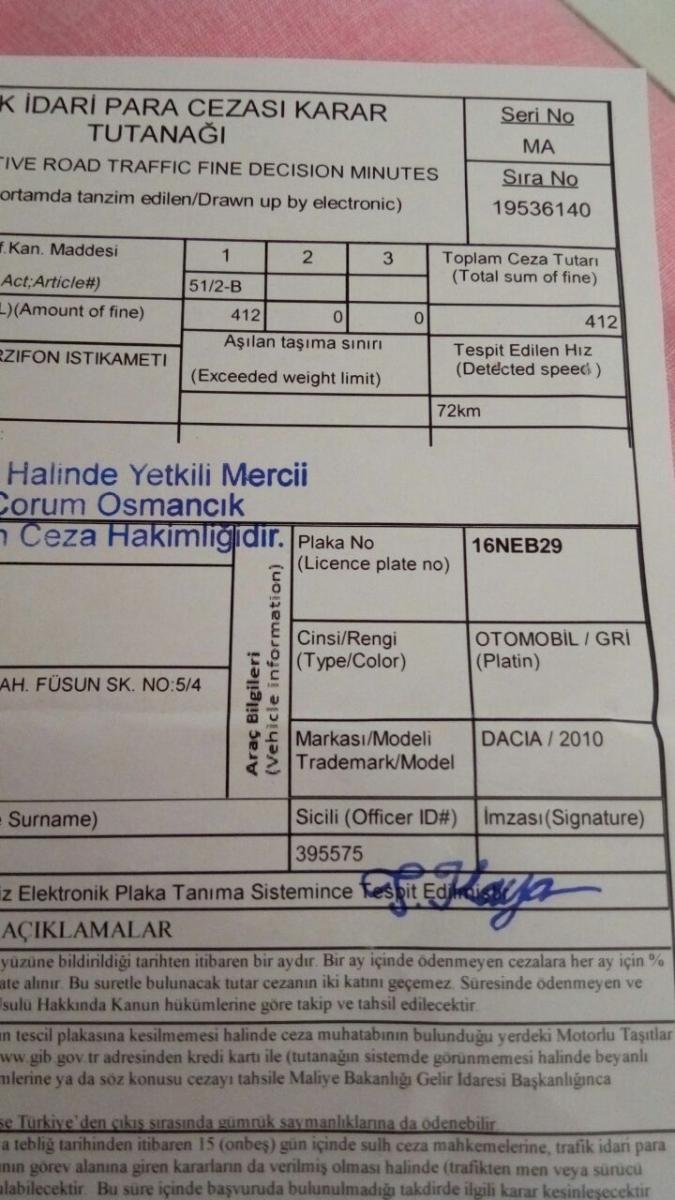 K İDARİ PARA CEZASI KARAR
TUTANAĞI
TIVE ROAD TRAFFIC FINE DECISION MINUTES
ortamda tanzim edilen/Drawn up by electronic)
Seri No
MA
Sıra No
19536140
f.Kan. Maddesi
Act;Article#)
1
2
3
51/2-B
Toplam Ceza Tutarı
(Total sum of fine)
L)(Amount of fine)
412
0
0
412
RZIFON ISTIKAMETI
Aşılan taşıma sınırı
(Exceeded weight limit)
Tespit Edilen Hız
(Detected speed )
72km
:
Halinde Yetkili Mercii
Çorum Osmancık
Ceza Hakimliğidir.
Araç Bilgileri
(Vehicle information)
Plaka No
(Licence plate no)
16NEB29
Cinsi/Rengi
(Type/Color)
OTOMOBİL / GRİ
(Platin)
AH. FÜSUN SK. NO:5/4
Markası/Modeli
Trademark/Model
DACIA / 2010
Surname)
Sicili (Officer ID#)
İmzası(Signature)
395575
iz Elektronik Plaka Tanıma Sistemince Tespit Edilmiştir
T. Kaya
AÇIKLAMALAR
yüzüne bildirildiği tarihten itibaren bir aydır. Bir ay içinde ödenmeyen cezalara her ay için %
ate alınır. Bu suretle bulunacak tutar cezanın iki katını geçemez. Süresinde ödenmeyen ve
Usulü Hakkında Kanun hükümlerine göre takip ve tahsil edilecektir.
ın tescil plakasına kesilmemesi halinde ceza muhatabının bulunduğu yerdeki Motorlu Taşıtlar
ww.gib.gov.tr adresinden kredi kartı ile (tutanağın sistemde görünmemesi halinde beyanlı
mlerine ya da söz konusu cezayı tahsile Maliye Bakanlığı Gelir İdaresi Başkanlığınca
se Türkiye'den çıkış sırasında gümrük saymanlıklarına da ödenebilir.
a tebliğ tarihinden itibaren 15 (onbeş) gün içinde sulh ceza mahkemelerine, trafik idari para
nın görev alanına giren kararların da verilmiş olması halinde (trafikten men veya sürücü
labilecektir. Bu süre içinde başvuruda bulunulmadığı takdirde ilgili karar kesinleşecektir